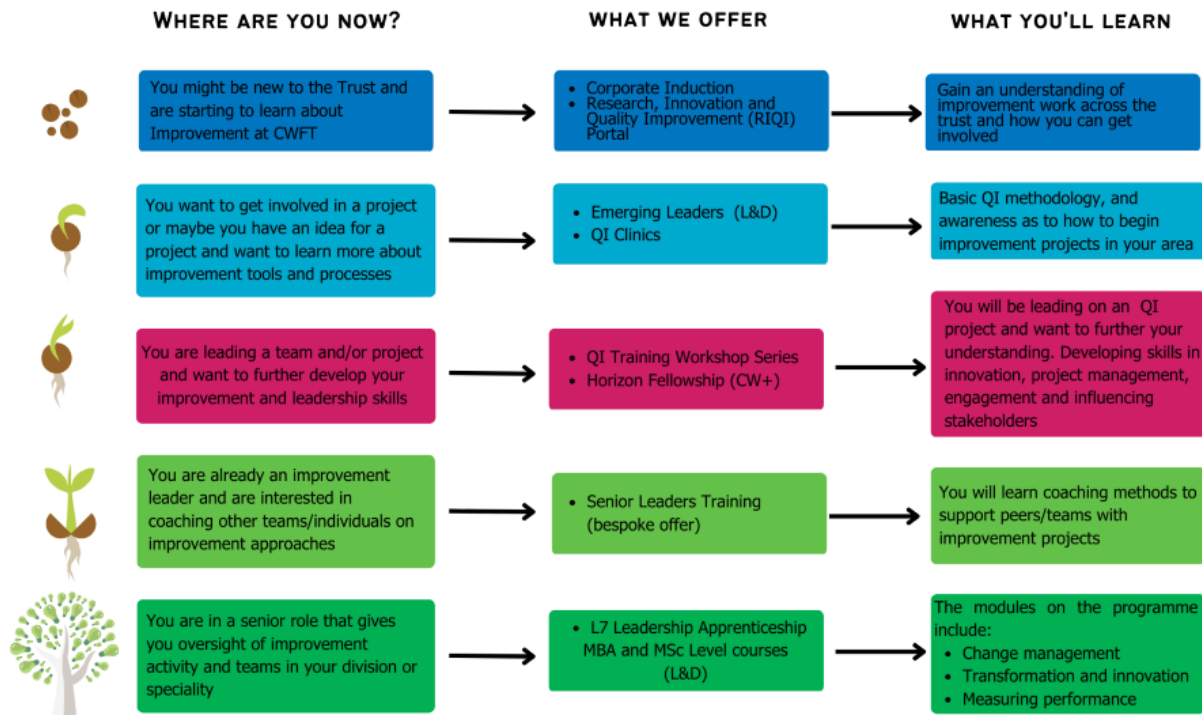 WHERE ARE YOU NOW?
WHAT WE OFFER
WHAT YOU'LL LEARN
You might be new to the Trust and
are starting to learn about
Improvement at CWFT
• Corporate Induction
• Research, Innovation and
Quality Improvement (RIQI)
Portal
Gain an understanding of
improvement work across the
trust and how you can get
involved
You want to get involved in a project
or maybe you have an idea for a
project and want to learn more about
improvement tools and processes
• Emerging Leaders (L&D)
• QI Clinics
Basic QI methodology, and
awareness as to how to begin
improvement projects in your area
You are leading a team and/or project
and want to further develop your
improvement and leadership skills
• QI Training Workshop Series
• Horizon Fellowship (CW+)
You will be leading on an QI
project and want to further your
understanding. Developing skills in
innovation, project management,
engagement and influencing
stakeholders
You are already an improvement
leader and are interested in
coaching other teams/individuals on
improvement approaches
• Senior Leaders Training
(bespoke offer)
You will learn coaching methods to
support peers/teams with
improvement projects
You are in a senior role that gives
you oversight of improvement
activity and teams in your division or
speciality
• L7 Leadership Apprenticeship
MBA and MSc Level courses
(L&D)
The modules on the programme
include:
• Change management
• Transformation and innovation
• Measuring performance